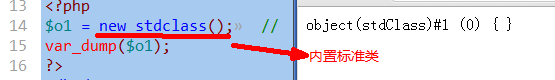 13 <?php
14 $o1 = new stdclass();» //
15 var_dump($o1);
16 ?>
object(stdClass)#1 (0) { }
内置标准类